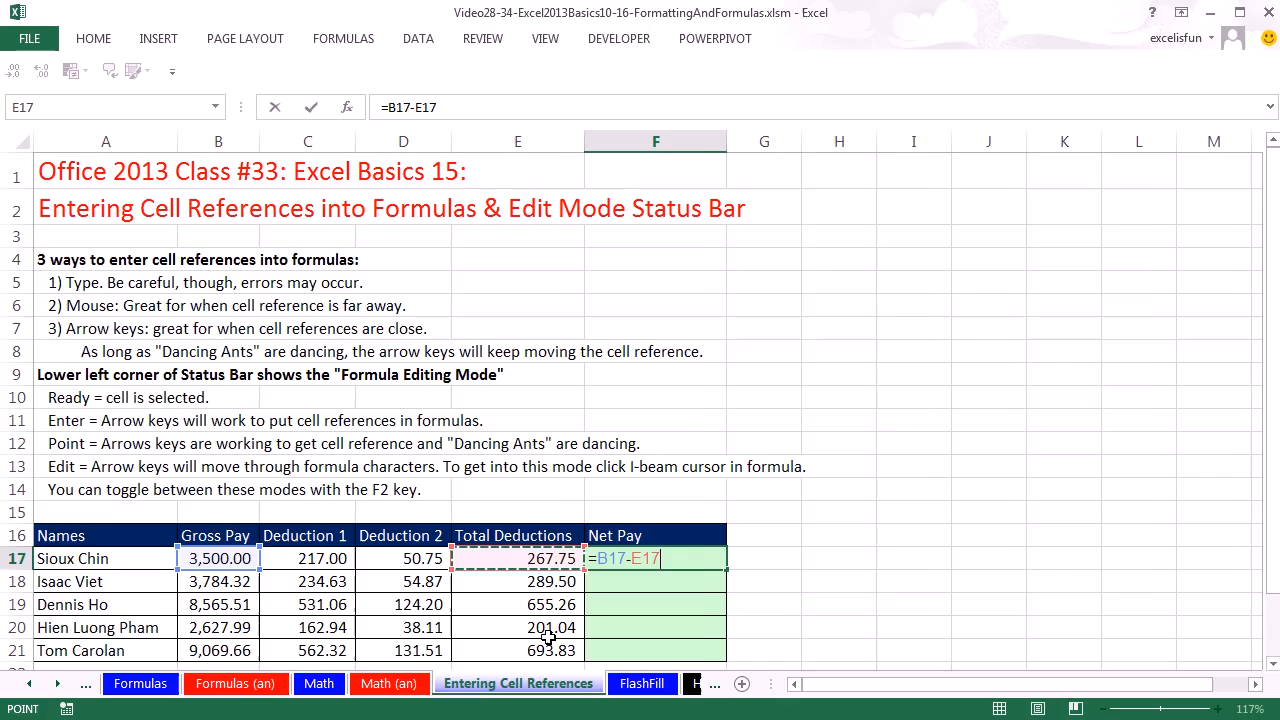 Video28-34-Excel2013Basics10-16-FormattingAndFormulas.xlsm - Excel
FILE HOME INSERT PAGE LAYOUT FORMULAS DATA REVIEW VIEW DEVELOPER POWERPIVOT excelisfun
E17 fx =B17-E17
A B C D E F G H I J K L M
1 Office 2013 Class #33: Excel Basics 15:
2 Entering Cell References into Formulas & Edit Mode Status Bar
3
4 3 ways to enter cell references into formulas:
5 1) Type. Be careful, though, errors may occur.
6 2) Mouse: Great for when cell reference is far away.
7 3) Arrow keys: great for when cell references are close.
8 As long as "Dancing Ants" are dancing, the arrow keys will keep moving the cell reference.
9 Lower left corner of Status Bar shows the "Formula Editing Mode"
10 Ready = cell is selected.
11 Enter = Arrow keys will work to put cell references in formulas.
12 Point = Arrows keys are working to get cell reference and "Dancing Ants" are dancing.
13 Edit = Arrow keys will move through formula characters. To get into this mode click I-beam cursor in formula.
14 You can toggle between these modes with the F2 key.
15
16 Names Gross Pay Deduction 1 Deduction 2 Total Deductions Net Pay
17 Sioux Chin 3,500.00 217.00 50.75 267.75 =B17-E17
18 Isaac Viet 3,784.32 234.63 54.87 289.50
19 Dennis Ho 8,565.51 531.06 124.20 655.26
20 Hien Luong Pham 2,627.99 162.94 38.11 201.04
21 Tom Carolan 9,069.66 562.32 131.51 693.83
... Formulas Formulas (an) Math Math (an) Entering Cell References FlashFill H ...
POINT 117%